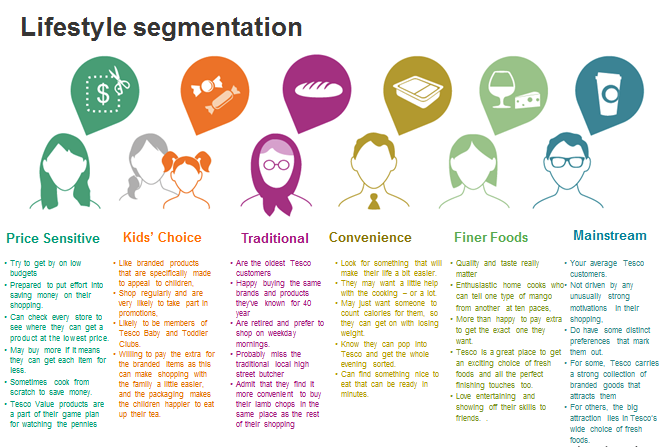 Lifestyle segmentation
$
Price Sensitive
• Try to get by on low
budgets
• Prepared to put effort into
saving money on their
shopping.
• Can check every store to
see where they can get a
product at the lowest price.
• May buy more if it means
they can get each item for
less.
• Sometimes cook from
scratch to save money.
• Tesco Value products are
a part of their game plan
for watching the pennies
Kids' Choice
• Like branded products
that are specifically made
to appeal to children.
• Shop regularly and are
very likely to take part in
promotions.
• Likely to be members of
Tesco Baby and Toddler
Clubs
• Willing to pay the extra for
the branded items as this
can make shopping with
the family a little easier,
and the packaging makes
the children happier to eat
up their tea.
Traditional
• Are the oldest Tesco
customers
• Happy buying the same
brands and products
they've known for 40
year
• Are retired and prefer to
shop on weekday
mornings.
• Probably miss the
traditional local high
street butcher
• Admit that they find it
more convenient to buy
their lamb chops in the
same place as the rest
of their shopping
Convenience
• Look for something that will
make their life a bit easier.
• They may want a little help
with the cooking – or a lot.
• May just want someone to
count calories for them, so
they can get on with losing
weight.
• Know they can pop into
Tesco and get the whole
evening sorted.
• Can find something nice to
eat that can be ready in
minutes.
Finer Foods
• Quality and taste really
matter
• Enthusiastic home cooks who
can tell one type of mango
from another at ten paces,
• More than happy to pay extra
to get the exact one they
want.
• Tesco is a great place to get
an exciting choice of fresh
foods and all the perfect
finishing touches too.
• Love entertaining and
showing off their skills to
friends. .
Mainstream
• Your average Tesco
customers.
• Not driven by any
unusually strong
motivations in their
shopping,
• Do have some distinct
preferences that mark
them out.
• For some, Tesco carries
a strong collection of
branded goods that
attracts them
• For others, the big
attraction lies in Tesco's
wide choice of fresh
foods.